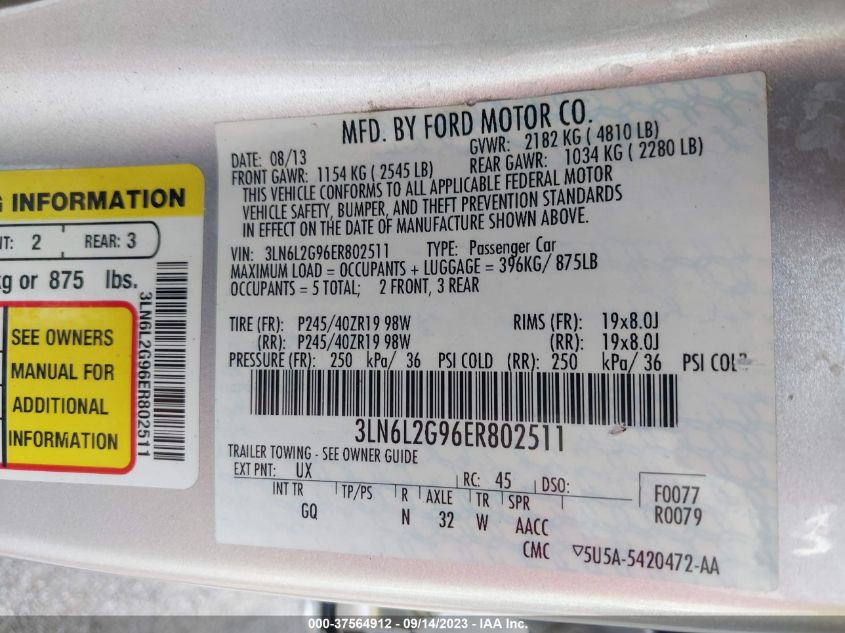 G INFORMATION
NT: 2 REAR: 3
kg or 875 lbs.
SEE OWNERS
MANUAL FOR
ADDITIONAL
INFORMATION
3LN6L2G96ER802511
MFD. BY FORD MOTOR CO.
DATE: 08/13 GVWR: 2182 KG ( 4810 LB)
FRONT GAWR: 1154 KG ( 2545 LB) REAR GAWR: 1034 KG ( 2280 LB)
THIS VEHICLE CONFORMS TO ALL APPLICABLE FEDERAL MOTOR
VEHICLE SAFETY, BUMPER, AND THEFT PREVENTION STANDARDS
IN EFFECT ON THE DATE OF MANUFACTURE SHOWN ABOVE.
VIN: 3LN6L2G96ER802511 TYPE: Passenger Car
MAXIMUM LOAD = OCCUPANTS + LUGGAGE = 396KG/ 875LB
OCCUPANTS = 5 TOTAL; 2 FRONT, 3 REAR
TIRE (FR): P245/40ZR19 98W RIMS (FR): 19x8.0J
(RR): P245/40ZR19 98W (RR): 19x8.0J
PRESSURE (FR): 250 kPa/ 36 PSI COLD (RR): 250 kPa/ 36 PSI COLD
3LN6L2G96ER802511
TRAILER TOWING - SEE OWNER GUIDE
EXT PNT: UX RC: 45 DSO: F0077
INT TR TP/PS R AXLE TR SPR R0079
GQ N 32 W AACC
CMC ▽5U5A-5420472-AA
3
000-37564912 - 09/14/2023 - IAA Inc.